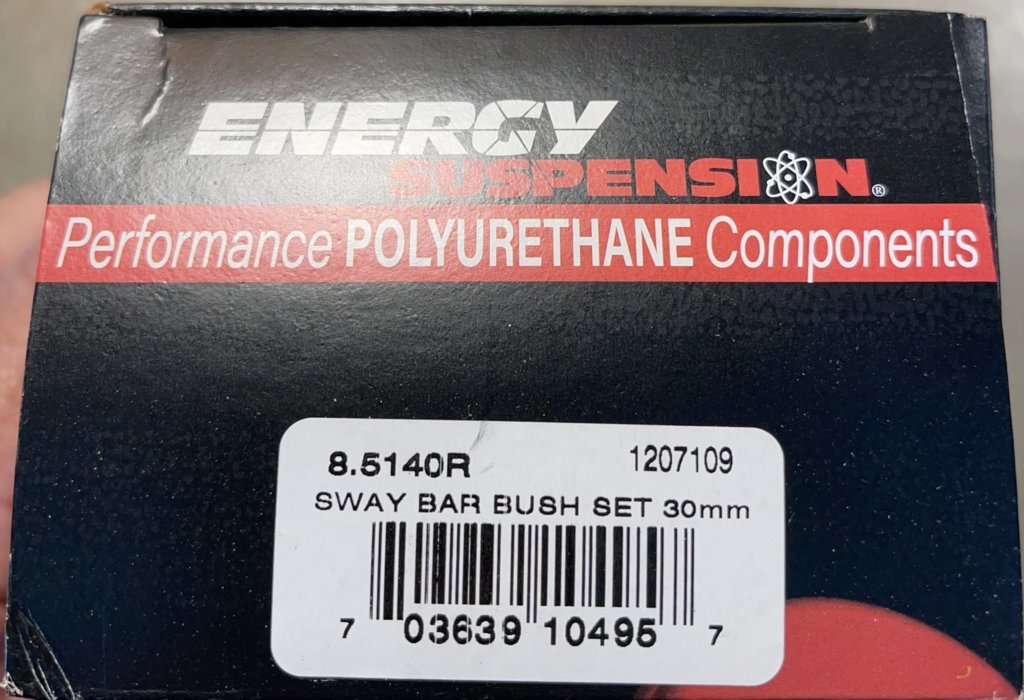 ENERGY
SUSPENSION®
Performance POLYURETHANE Components
8.5140R 1207109
SWAY BAR BUSH SET 30mm
7 03639 10495 7